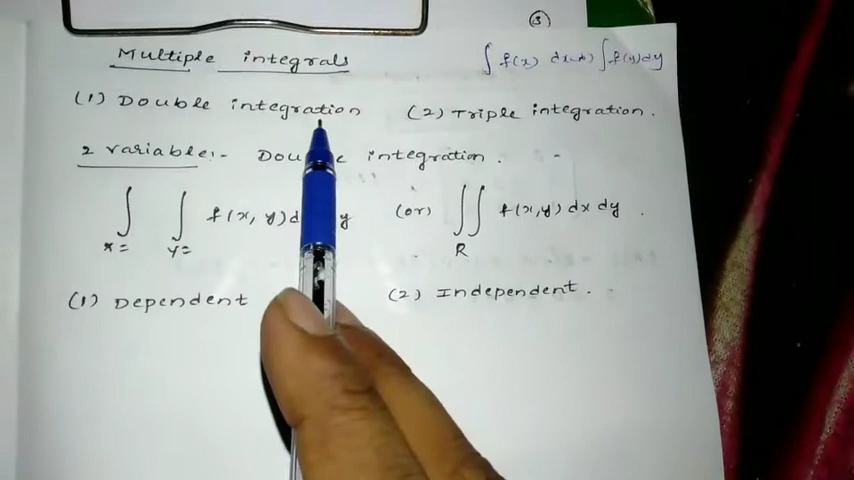 ③
Multiple integrals ∫ f(x) dx ∫ f(y)dy
(1) Double integration (2) Triple integration.
2 variable:- Dou e integration.
∫ ∫ f(x, y)d y (or) ∬ f(x,y) dx dy.
x= y= R
(1) Dependent (2) Independent.